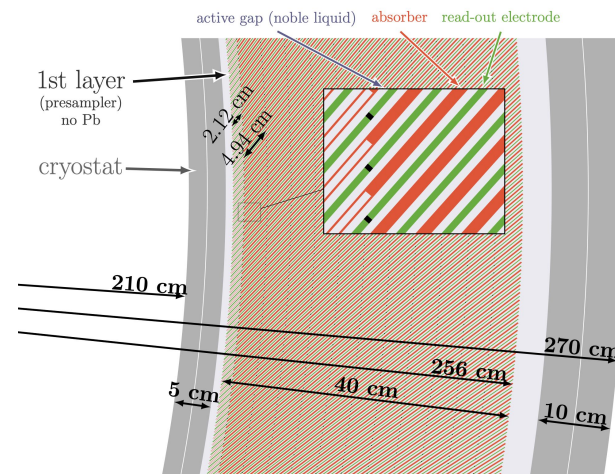 active gap (noble liquid) absorber read-out electrode
1st layer
(presampler)
no Pb
2.12 cm
4.94 cm
cryostat
210 cm
270 cm
256 cm
40 cm
5 cm
10 cm